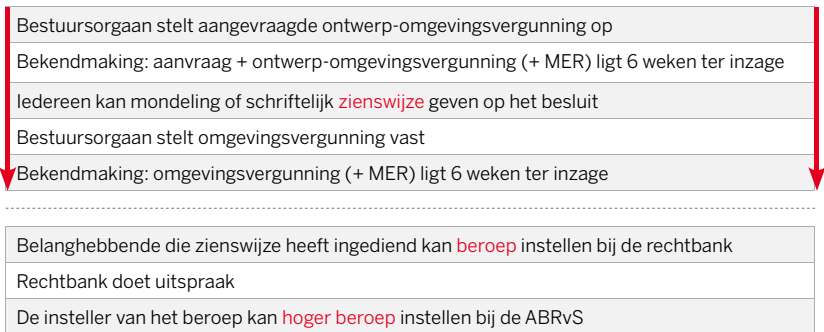 Bestuursorgaan stelt aangevraagde ontwerp-omgevingsvergunning op
Bekendmaking: aanvraag + ontwerp-omgevingsvergunning (+ MER) ligt 6 weken ter inzage
Iedereen kan mondeling of schriftelijk zienswijze geven op het besluit
Bestuursorgaan stelt omgevingsvergunning vast
Bekendmaking: omgevingsvergunning (+ MER) ligt 6 weken ter inzage
Belanghebbende die zienswijze heeft ingediend kan beroep instellen bij de rechtbank
Rechtbank doet uitspraak
De insteller van het beroep kan hoger beroep instellen bij de ABRvS